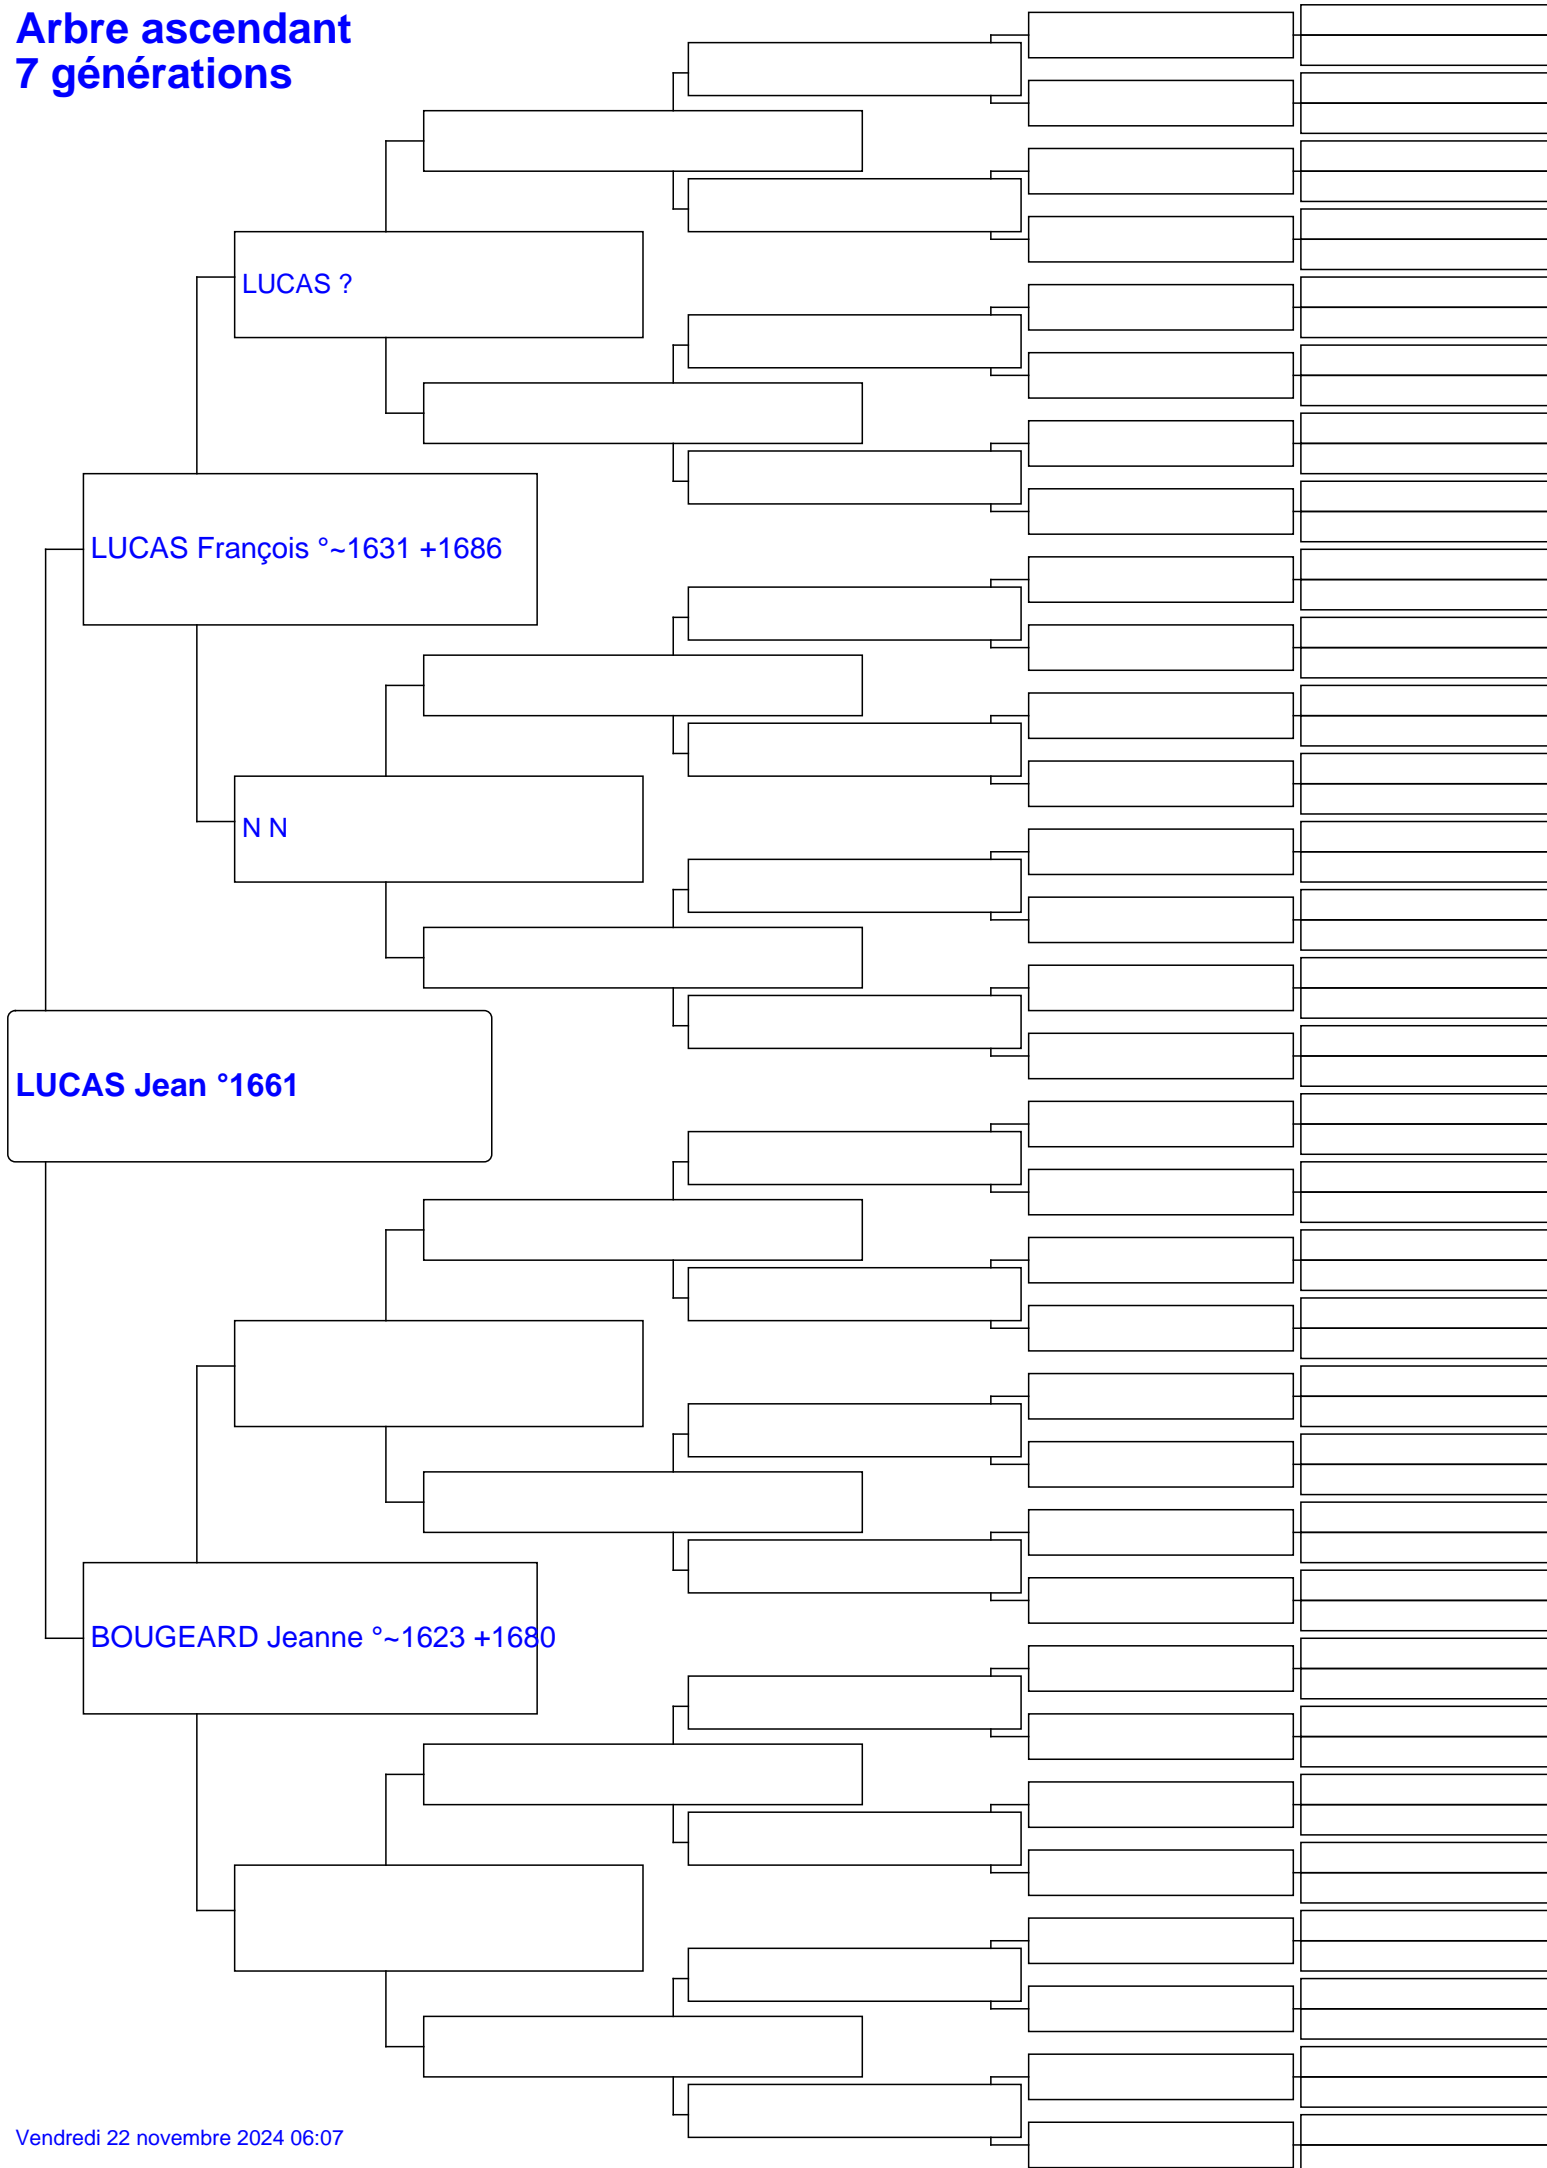 Arbre ascendant
7 générations
LUCAS ?
LUCAS François °~1631 +1686
N N
LUCAS Jean °1661
BOUGEARD Jeanne °~1623 +1680
Vendredi 22 novembre 2024 06:07